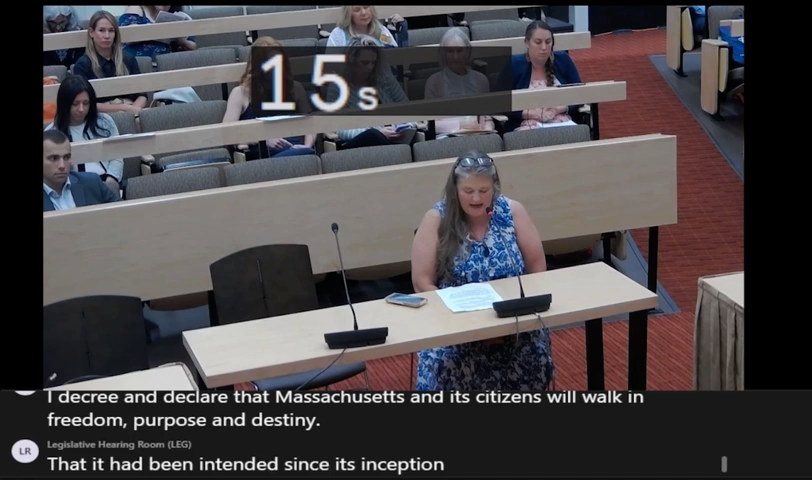 15s
I decree and declare that Massachusetts and its citizens will walk in
freedom, purpose and destiny.
LR
Legislative Hearing Room (LEG)
That it had been intended since its inception